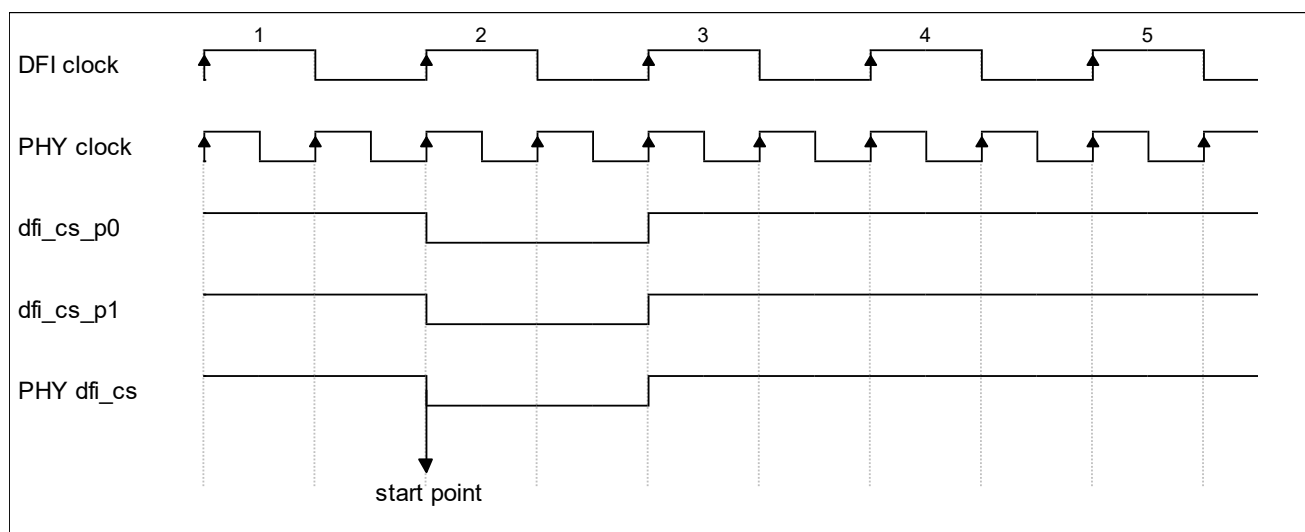 1 2 3 4 5
DFI clock
PHY clock
dfi_cs_p0
dfi_cs_p1
PHY dfi_cs
start point